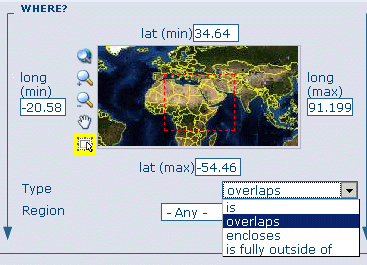 WHERE?
lat (min) 34.64
long (min) -20.58
long (max) 91.199
lat (max) -54.46
Type overlaps
Region - Any -
is
overlaps
encloses
is fully outside of